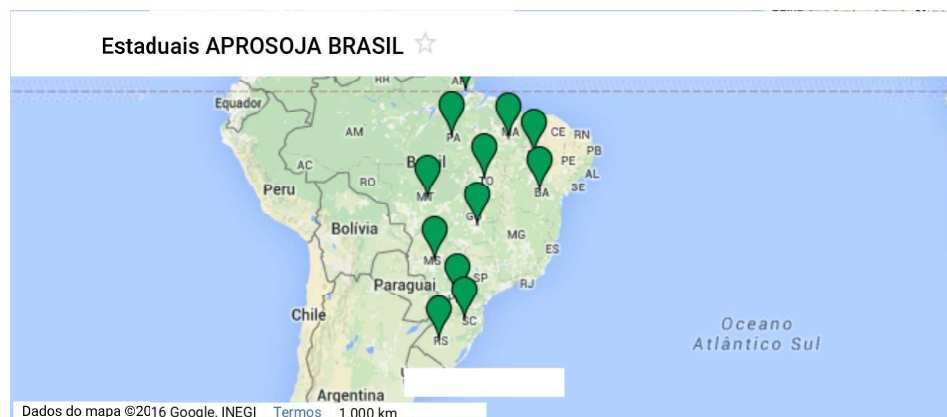 Estaduais APROSOJA BRASIL
RR
Equador
AM
PA
MA
CE
RN
PB
PE
AL
SE
AC
RO
TO
BA
Peru
MT
Bolívia
MG
ES
MS
SP
RJ
Paraguai
SC
Chile
RS
Oceano
Atlântico Sul
Argentina
Dados do mapa ©2016 Google, INEGI Termos 1.000 km